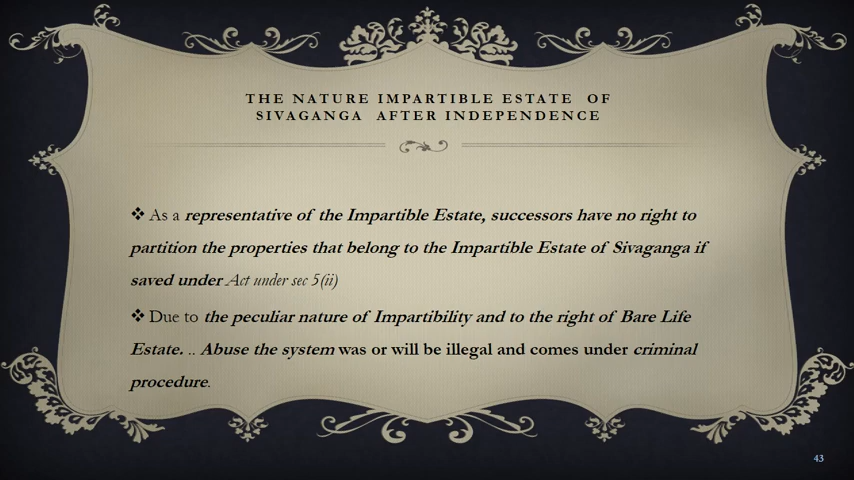 THE NATURE IMPARTIBLE ESTATE OF
SIVAGANGA AFTER INDEPENDENCE
❖ As a representative of the Impartible Estate, successors have no right to
partition the properties that belong to the Impartible Estate of Sivaganga if
saved under Act under sec 5(ii)
❖ Due to the peculiar nature of Impartibility and to the right of Bare Life
Estate. .. Abuse the system was or will be illegal and comes under criminal
procedure.
43